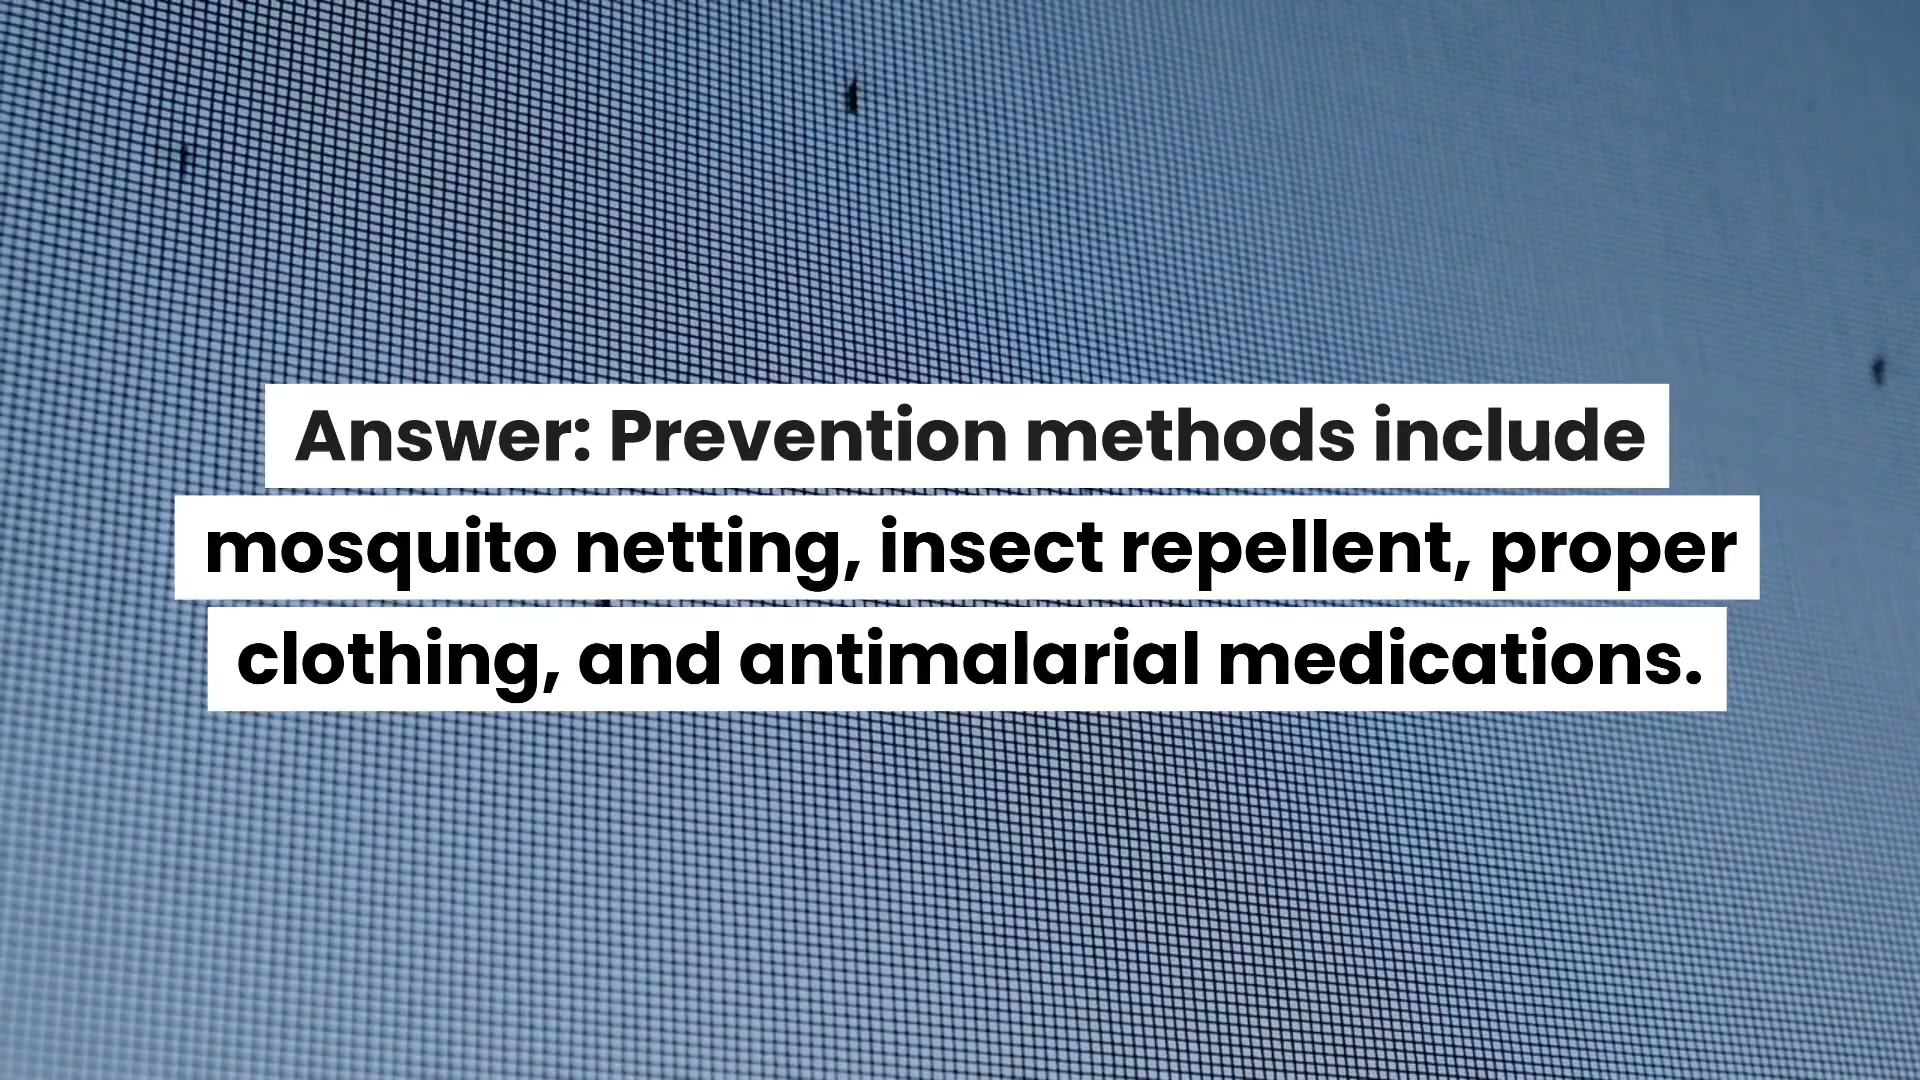 Answer: Prevention methods include
mosquito netting, insect repellent, proper
clothing, and antimalarial medications.